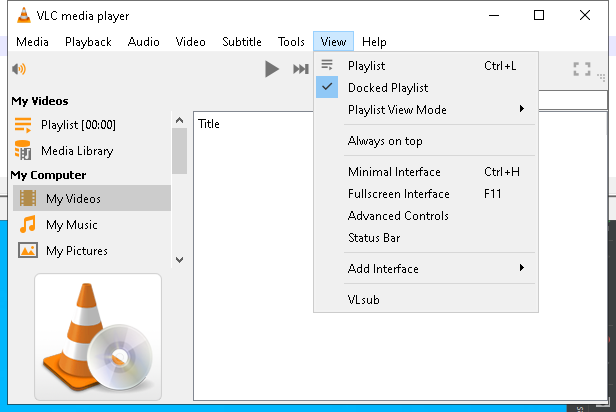 VLC media player
Media Playback Audio Video Subtitle Tools View Help
My Videos
Playlist [00:00]
Media Library
My Computer
My Videos
My Music
My Pictures
Title
Playlist Ctrl+L
Docked Playlist
Playlist View Mode
Always on top
Minimal Interface Ctrl+H
Fullscreen Interface F11
Advanced Controls
Status Bar
Add Interface
VLsub